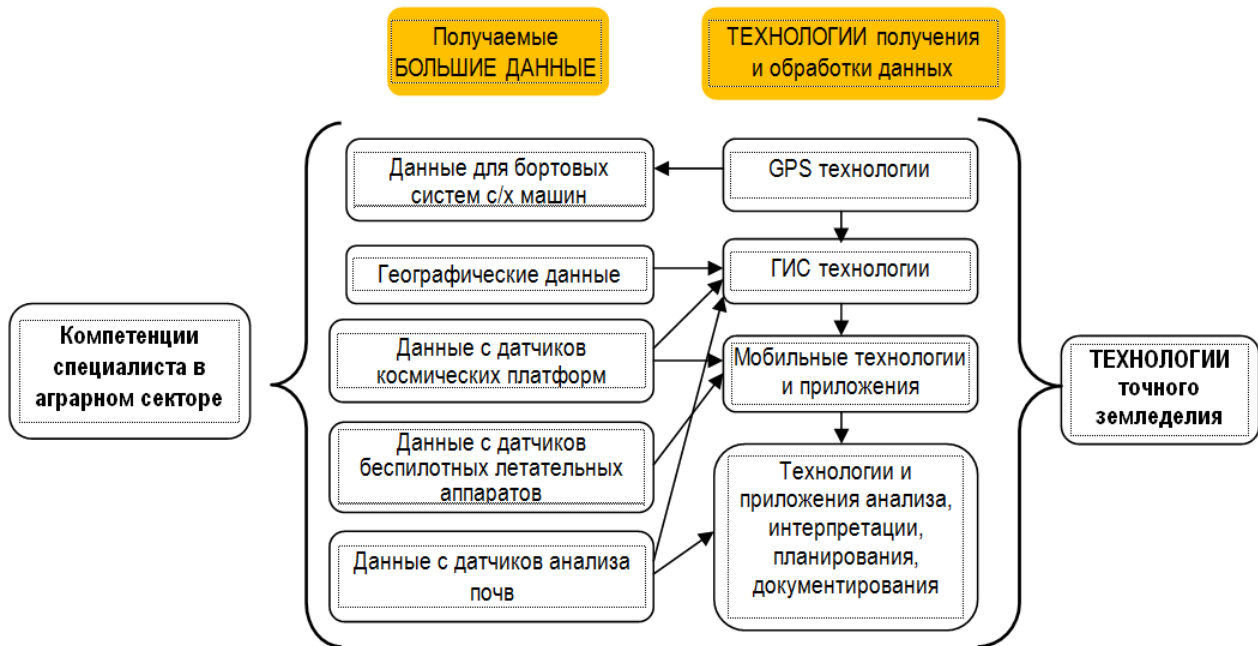 Получаемые
БОЛЬШИЕ ДАННЫЕ
ТЕХНОЛОГИИ получения
и обработки данных
Данные для бортовых
систем с/х машин
GPS технологии
Географические данные
ГИС технологии
Компетенции
специалиста в
аграрном секторе
Данные с датчиков
космических платформ
Мобильные технологии
и приложения
ТЕХНОЛОГИИ
точного
земледелия
Данные с датчиков
беспилотных летательных
аппаратов
Технологии и
приложения анализа,
интерпретации,
планирования,
документирования
Данные с датчиков анализа
почв